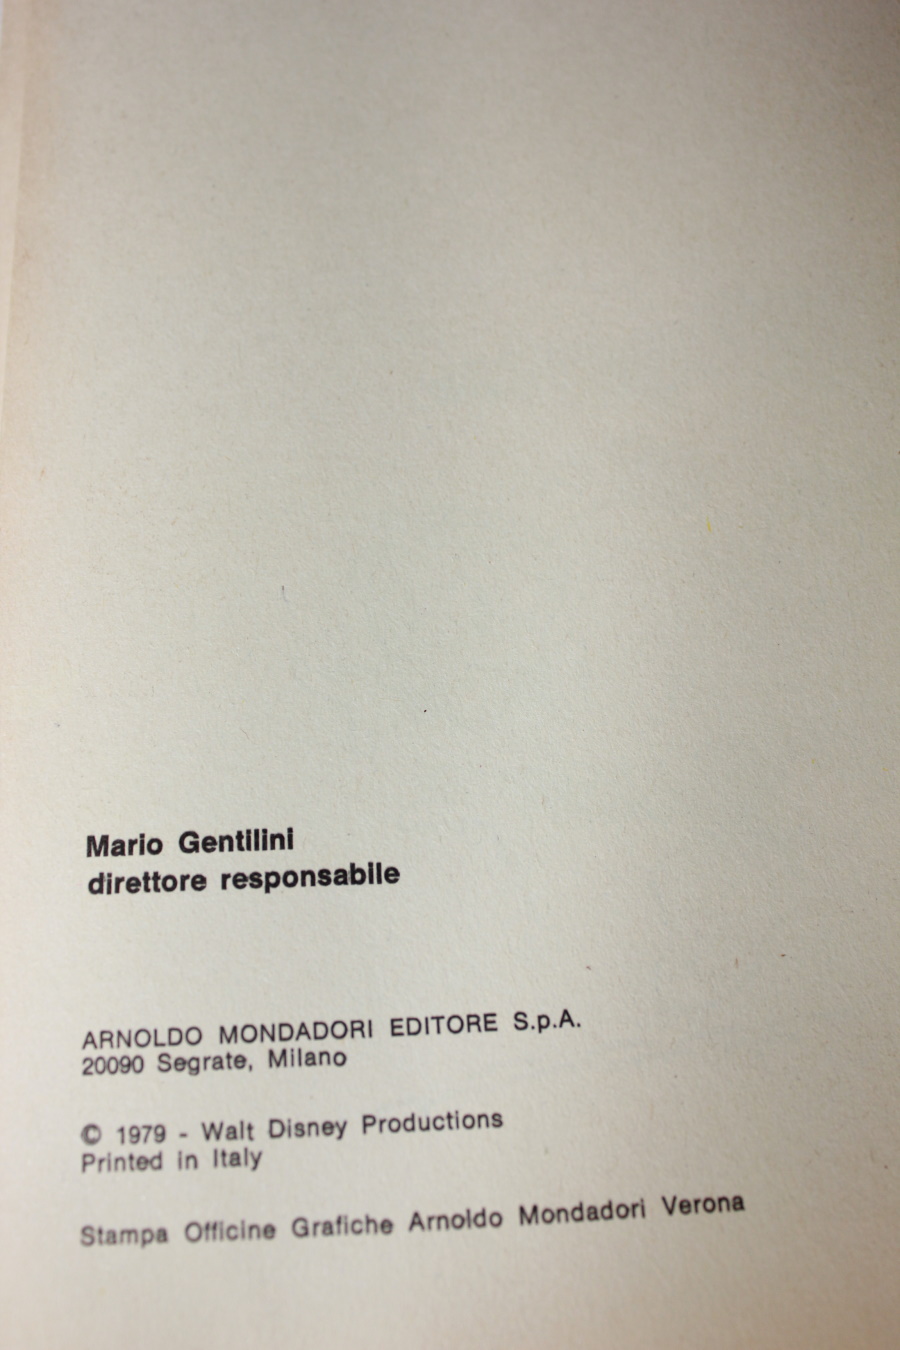 Mario Gentilini
direttore responsabile
ARNOLDO MONDADORI EDITORE S.p.A.
20090 Segrate, Milano
© 1979 - Walt Disney Productions
Printed in Italy
Stampa Officine Grafiche Arnoldo Mondadori Verona